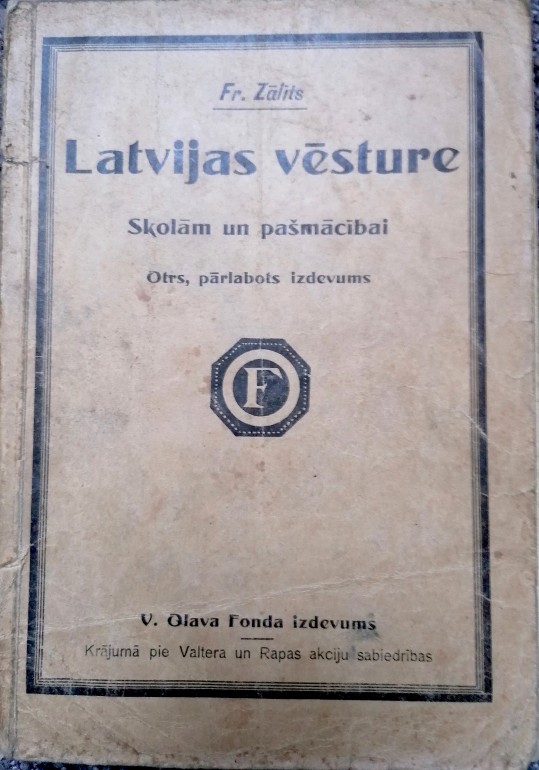 Fr. Zālīts
Latvijas vēsture
Skolām un pašmācībai
Otrs, pārlabots izdevums
F
V. Olava Fonda izdevums
Krājumā pie Valtera un Rapas akciju sabiedrības